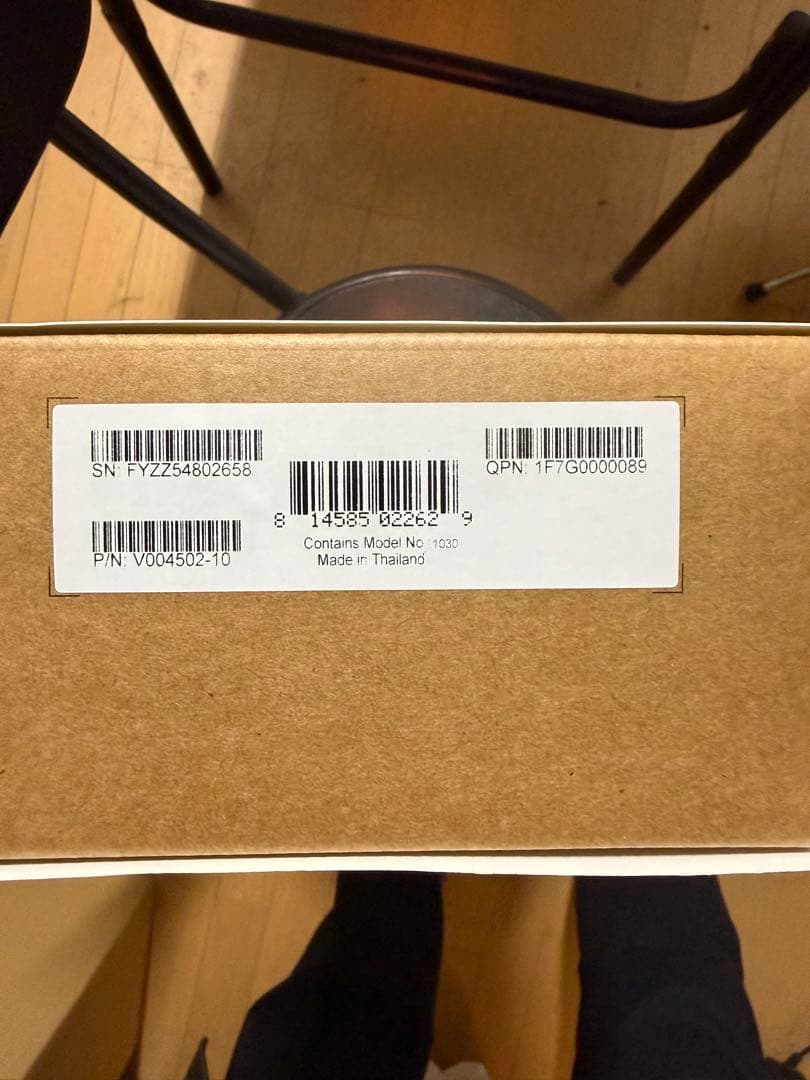 SN: FYZZ54802658
QPN: 1F7G0000089
8 14585 02262 9
P/N: V004502-10
Contains Model No :1030
Made in Thailand